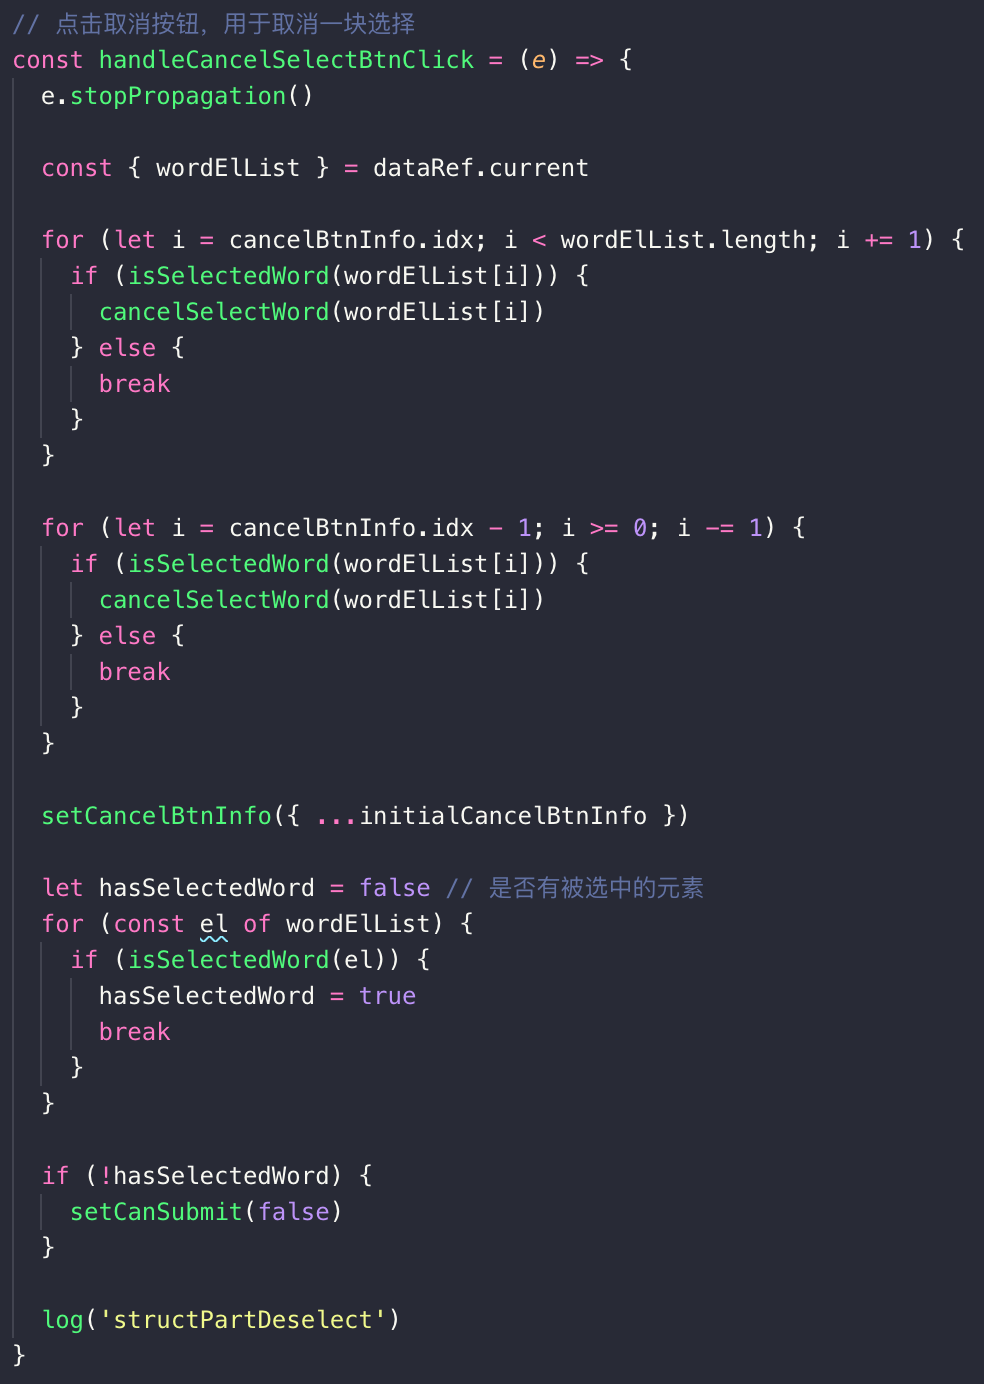 // 点击取消按钮，用于取消一块选择
const handleCancelSelectBtnClick = (e) => {
  e.stopPropagation()

  const { wordElList } = dataRef.current

  for (let i = cancelBtnInfo.idx; i < wordElList.length; i += 1) {
    if (isSelectedWord(wordElList[i])) {
      cancelSelectWord(wordElList[i])
    } else {
      break
    }
  }

  for (let i = cancelBtnInfo.idx - 1; i >= 0; i -= 1) {
    if (isSelectedWord(wordElList[i])) {
      cancelSelectWord(wordElList[i])
    } else {
      break
    }
  }

  setCancelBtnInfo({ ...initialCancelBtnInfo })

  let hasSelectedWord = false // 是否有被选中的元素
  for (const el of wordElList) {
    if (isSelectedWord(el)) {
      hasSelectedWord = true
      break
    }
  }

  if (!hasSelectedWord) {
    setCanSubmit(false)
  }

  log('structPartDeselect')
}